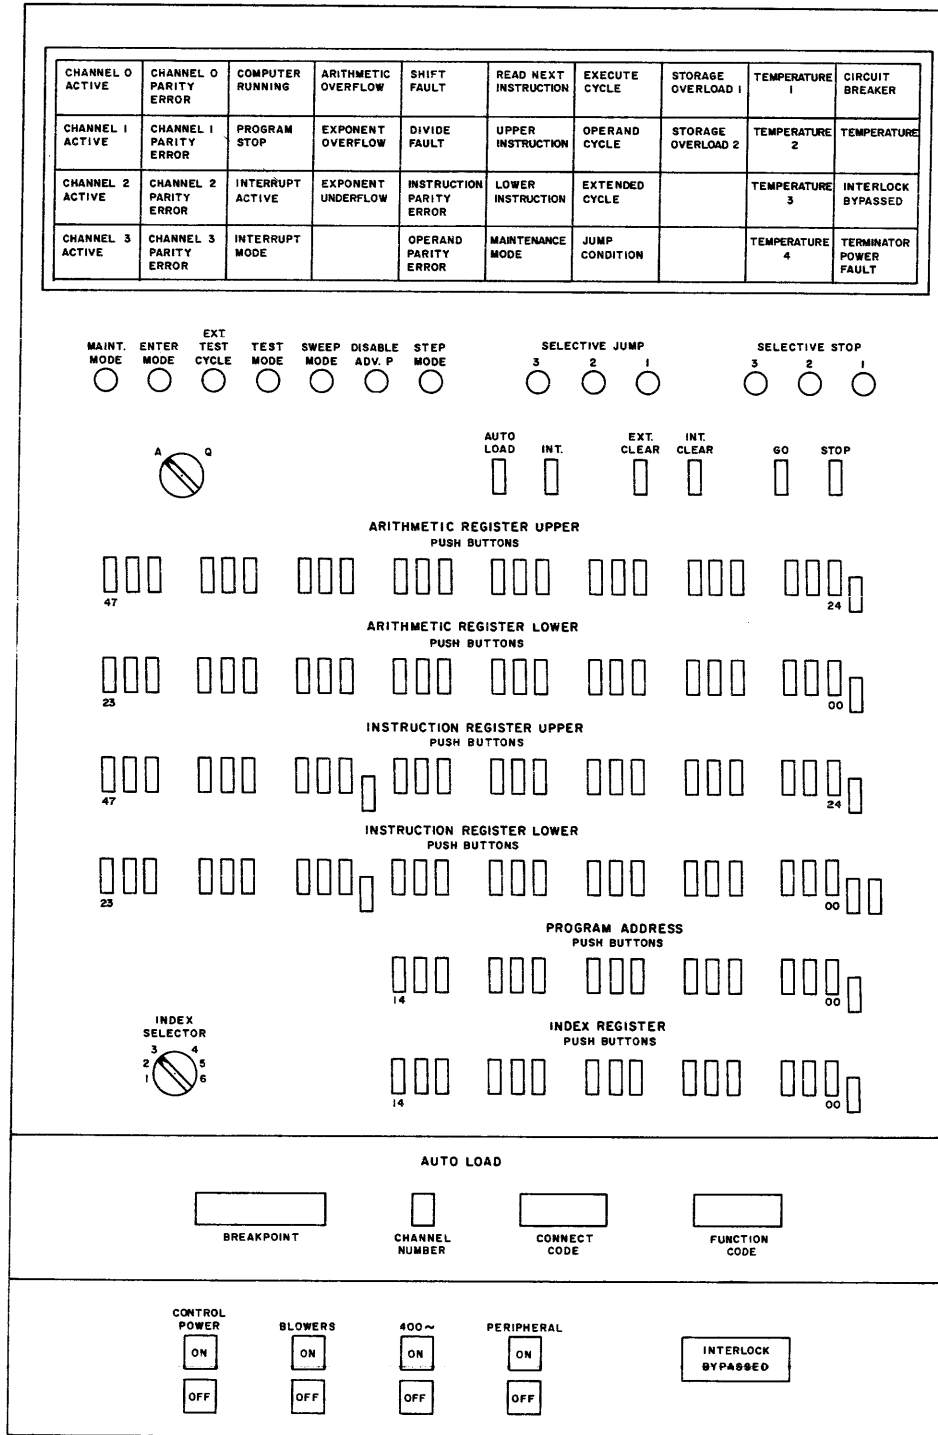 CHANNEL 0 ACTIVE
CHANNEL 0 PARITY ERROR
COMPUTER RUNNING
ARITHMETIC OVERFLOW
SHIFT FAULT
READ NEXT INSTRUCTION
EXECUTE CYCLE
STORAGE OVERLOAD 1
TEMPERATURE 1
CIRCUIT BREAKER
CHANNEL 1 ACTIVE
CHANNEL 1 PARITY ERROR
PROGRAM STOP
EXPONENT OVERFLOW
DIVIDE FAULT
UPPER INSTRUCTION
OPERAND CYCLE
STORAGE OVERLOAD 2
TEMPERATURE 2
TEMPERATURE
CHANNEL 2 ACTIVE
CHANNEL 2 PARITY ERROR
INTERRUPT ACTIVE
EXPONENT UNDERFLOW
INSTRUCTION PARITY ERROR
LOWER INSTRUCTION
EXTENDED CYCLE
TEMPERATURE 3
INTERLOCK BYPASSED
CHANNEL 3 ACTIVE
CHANNEL 3 PARITY ERROR
INTERRUPT MODE
OPERAND PARITY ERROR
MAINTENANCE MODE
JUMP CONDITION
TEMPERATURE 4
TERMINATOR POWER FAULT
MAINT. MODE
ENTER MODE
EXT TEST CYCLE
TEST MODE
SWEEP MODE
DISABLE ADV. P
STEP MODE
SELECTIVE JUMP
3 2 1
SELECTIVE STOP
3 2 1
A Q
AUTO LOAD
INT.
EXT. CLEAR
INT. CLEAR
GO
STOP
ARITHMETIC REGISTER UPPER
PUSH BUTTONS
47 24
ARITHMETIC REGISTER LOWER
PUSH BUTTONS
23 00
INSTRUCTION REGISTER UPPER
PUSH BUTTONS
47 24
INSTRUCTION REGISTER LOWER
PUSH BUTTONS
23 00
PROGRAM ADDRESS
PUSH BUTTONS
14 00
INDEX SELECTOR
1 2 3 4 5 6
INDEX REGISTER
PUSH BUTTONS
14 00
AUTO LOAD
BREAKPOINT
CHANNEL NUMBER
CONNECT CODE
FUNCTION CODE
CONTROL POWER
BLOWERS
400~
PERIPHERAL
ON ON ON ON
OFF OFF OFF OFF
INTERLOCK
BYPASSED